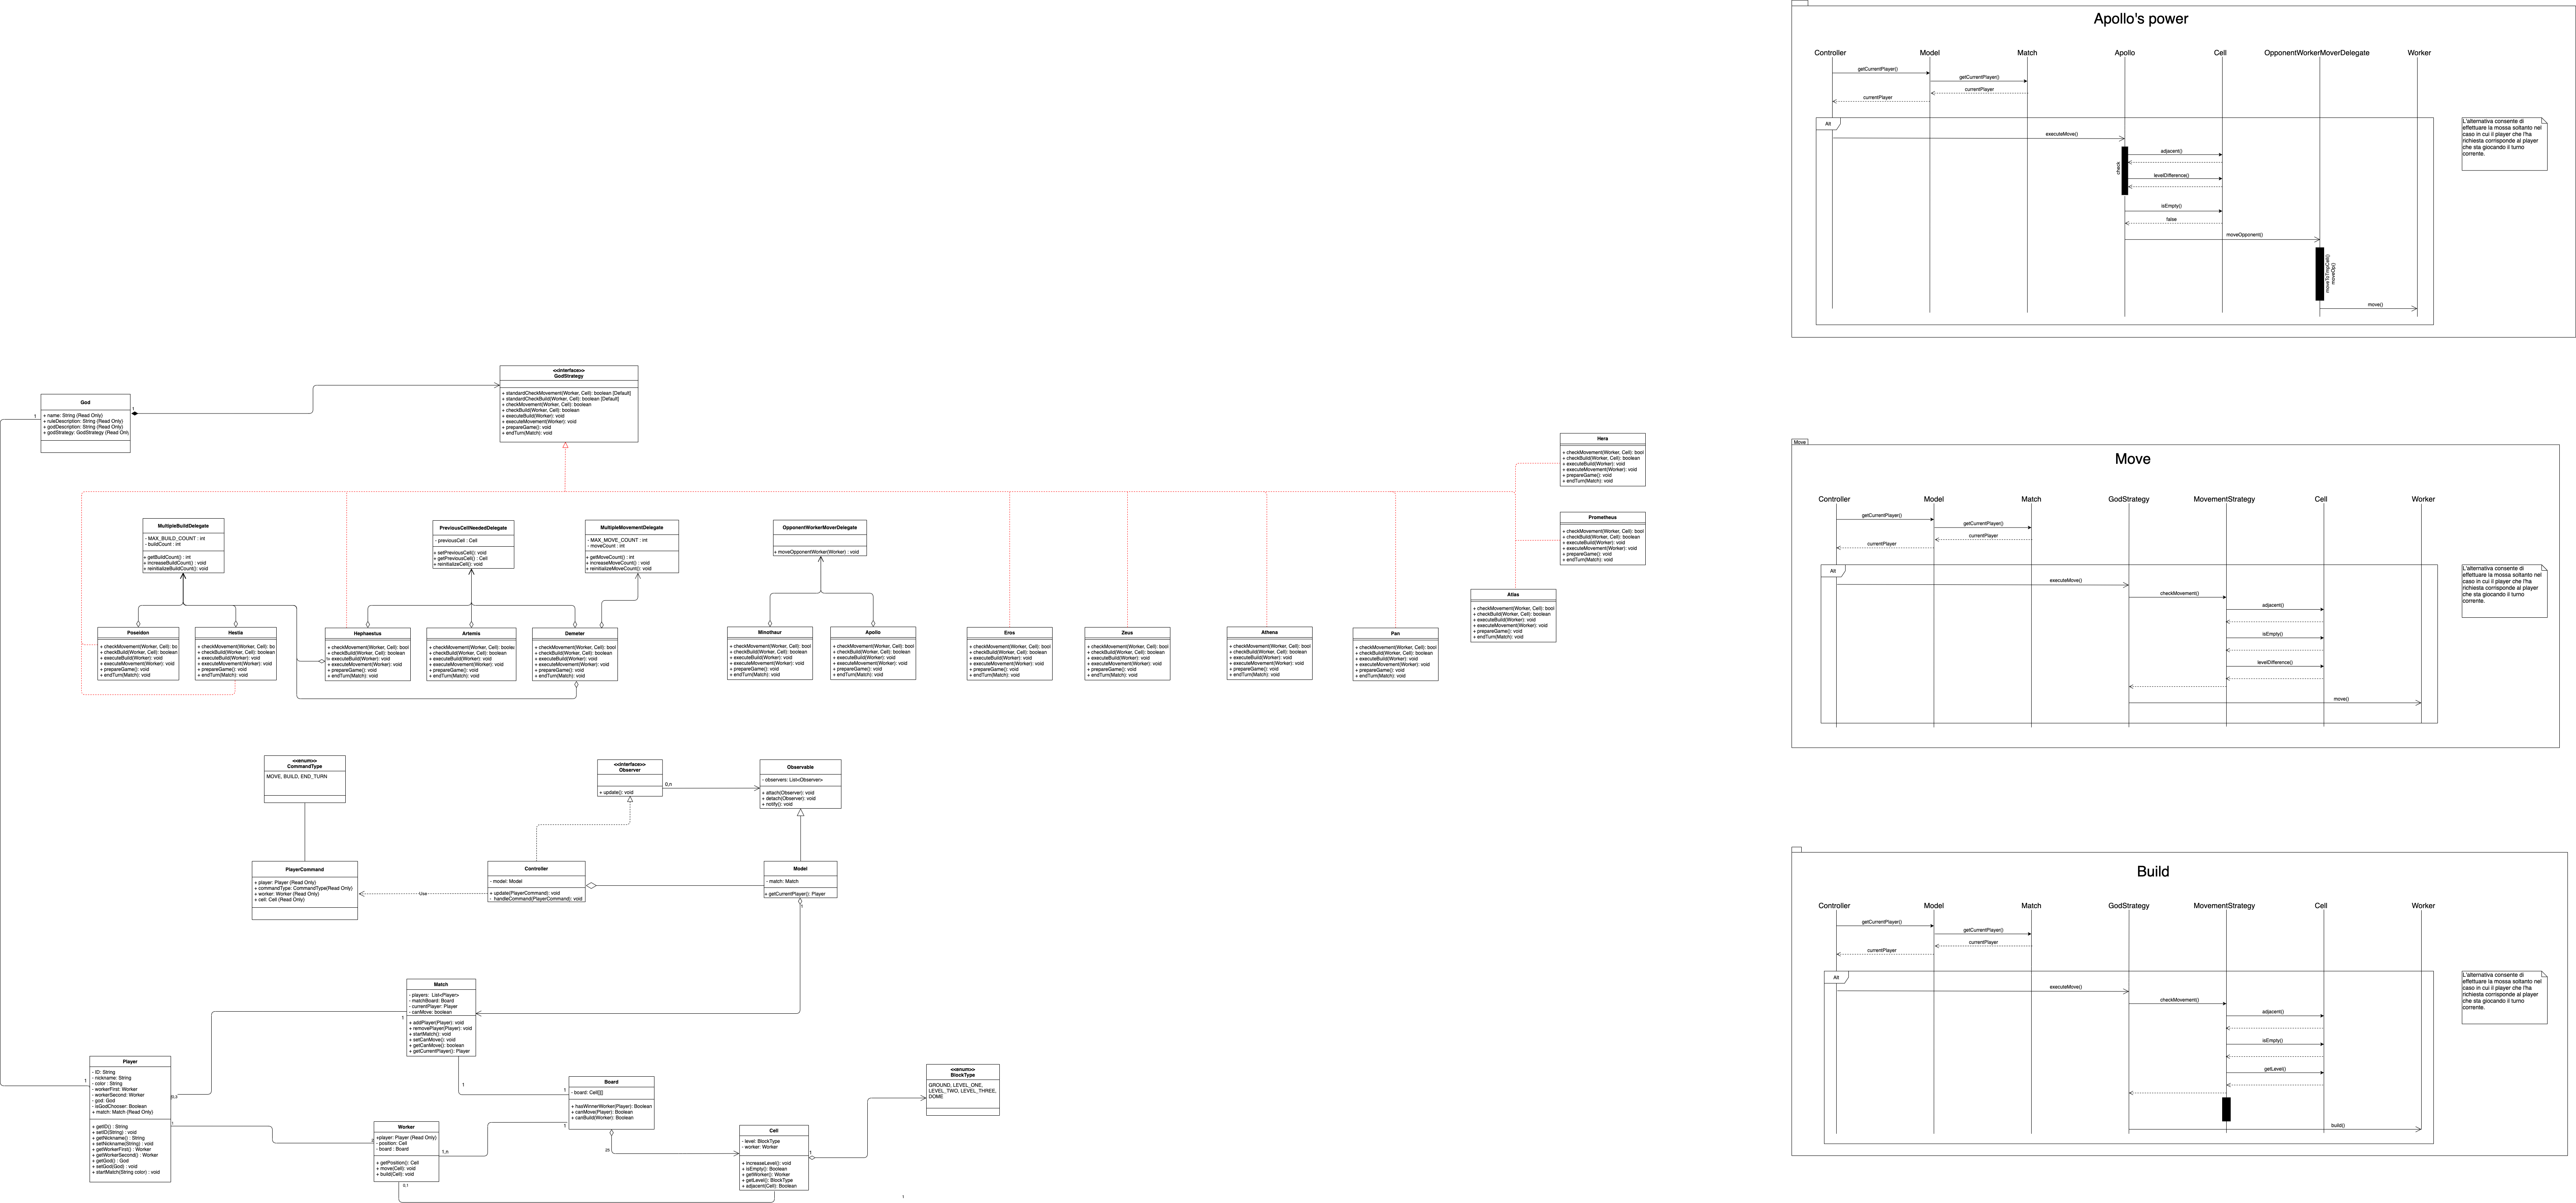 God
+ name: String (Read Only)
+ ruleDescription: String (Read Only)
+ godDescription: String (Read Only)
+ godStrategy: GodStrategy (Read Only)
1
1
<<interface>>
GodStrategy
+ standardCheckMovement(Worker, Cell): boolean [Default]
+ standardCheckBuild(Worker, Cell): boolean [Default]
+ checkMovement(Worker, Cell): boolean
+ checkBuild(Worker, Cell): boolean
+ executeBuild(Worker): void
+ executeMovement(Worker): void
+ prepareGame(): void
+ endTurn(Match): void
Hera
+ checkMovement(Worker, Cell): bool
+ checkBuild(Worker, Cell): boolean
+ executeBuild(Worker): void
+ executeMovement(Worker): void
+ prepareGame(): void
+ endTurn(Match): void
Prometheus
+ checkMovement(Worker, Cell): bool
+ checkBuild(Worker, Cell): boolean
+ executeBuild(Worker): void
+ executeMovement(Worker): void
+ prepareGame(): void
+ endTurn(Match): void
Atlas
+ checkMovement(Worker, Cell): bool
+ checkBuild(Worker, Cell): boolean
+ executeBuild(Worker): void
+ executeMovement(Worker): void
+ prepareGame(): void
+ endTurn(Match): void
MultipleBuildDelegate
- MAX_BUILD_COUNT : int
- buildCount : int
+ getBuildCount() : int
+ increaseBuildCount() : void
+ reinitializeBuildCount(): void
PreviousCellNeededDelegate
- previousCell : Cell
+ setPreviousCell(): void
+ getPreviousCell() : Cell
+ reinitializeCell(): void
MultipleMovementDelegate
- MAX_MOVE_COUNT : int
- moveCount : int
+ getMoveCount() : int
+ increaseMoveCount() : void
+ reinitializeMoveCount(): void
OpponentWorkerMoverDelegate
+ moveOpponentWorker(Worker) : void
Poseidon
+ checkMovement(Worker, Cell): bo
+ checkBuild(Worker, Cell): boolean
+ executeBuild(Worker): void
+ executeMovement(Worker): void
+ prepareGame(): void
+ endTurn(Match): void
Hestia
+ checkMovement(Worker, Cell): bo
+ checkBuild(Worker, Cell): boolean
+ executeBuild(Worker): void
+ executeMovement(Worker): void
+ prepareGame(): void
+ endTurn(Match): void
Hephaestus
+ checkMovement(Worker, Cell): bool
+ checkBuild(Worker, Cell): boolean
+ executeBuild(Worker): void
+ executeMovement(Worker): void
+ prepareGame(): void
+ endTurn(Match): void
Artemis
+ checkMovement(Worker, Cell): boole
+ checkBuild(Worker, Cell): boolean
+ executeBuild(Worker): void
+ executeMovement(Worker): void
+ prepareGame(): void
+ endTurn(Match): void
Demeter
+ checkMovement(Worker, Cell): bool
+ checkBuild(Worker, Cell): boolean
+ executeBuild(Worker): void
+ executeMovement(Worker): void
+ prepareGame(): void
+ endTurn(Match): void
Minothaur
+ checkMovement(Worker, Cell): bool
+ checkBuild(Worker, Cell): boolean
+ executeBuild(Worker): void
+ executeMovement(Worker): void
+ prepareGame(): void
+ endTurn(Match): void
Apollo
+ checkMovement(Worker, Cell): bool
+ checkBuild(Worker, Cell): boolean
+ executeBuild(Worker): void
+ executeMovement(Worker): void
+ prepareGame(): void
+ endTurn(Match): void
Eros
+ checkMovement(Worker, Cell): bool
+ checkBuild(Worker, Cell): boolean
+ executeBuild(Worker): void
+ executeMovement(Worker): void
+ prepareGame(): void
+ endTurn(Match): void
Zeus
+ checkMovement(Worker, Cell): bool
+ checkBuild(Worker, Cell): boolean
+ executeBuild(Worker): void
+ executeMovement(Worker): void
+ prepareGame(): void
+ endTurn(Match): void
Athena
+ checkMovement(Worker, Cell): bool
+ checkBuild(Worker, Cell): boolean
+ executeBuild(Worker): void
+ executeMovement(Worker): void
+ prepareGame(): void
+ endTurn(Match): void
Pan
+ checkMovement(Worker, Cell): bool
+ checkBuild(Worker, Cell): boolean
+ executeBuild(Worker): void
+ executeMovement(Worker): void
+ prepareGame(): void
+ endTurn(Match): void
<<enum>>
CommandType
MOVE, BUILD, END_TURN
<<interface>>
Observer
+ update(): void
0,n
Observable
- observers: List<Observer>
+ attach(Observer): void
+ detach(Observer): void
+ notify(): void
PlayerCommand
+ player: Player (Read Only)
+ commandType: CommandType(Read Only)
+ worker: Worker (Read Only)
+ cell: Cell (Read Only)
Use
Controller
- model: Model
+ update(PlayerCommand): void
- handleCommand(PlayerCommand): void
Model
- match: Match
+ getCurrentPlayer(): Player
1
Match
- players: List<Player>
- matchBoard: Board
- currentPlayer: Player
- canMove: boolean
+ addPlayer(Player): void
+ removePlayer(Player): void
+ startMatch(): void
+ setCanMove(): void
+ getCanMove(): boolean
+ getCurrentPlayer(): Player
1
1
Player
- ID: String
- nickname: String
- color : String
- workerFirst: Worker
- workerSecond: Worker
- god: God
- isGodChooser: Boolean
+ match: Match (Read Only)
+ getID() : String
+ setID(String) : void
+ getNickname() : String
+ setNickname(String) : void
+ getWorkerFirst() : Worker
+ getWorkerSecond() : Worker
+ getGod() : God
+ setGod(God) : void
+ startMatch(String color) : void
1
1
Worker
+player: Player (Read Only)
- position: Cell
- board : Board
+ getPosition(): Cell
+ move(Cell): void
+ build(Cell): void
1,n
0,1
Board
- board: Cell[][]
+ hasWinnerWorker(Player): Boolean
+ canMove(Player): Boolean
+ canBuild(Worker): Boolean
1
1
25
Cell
- level: BlockType
- worker: Worker
+ increaseLevel(): void
+ isEmpty(): Boolean
+ getWorker(): Worker
+ getLevel(): BlockType
+ adjacent(Cell): Boolean
1
1
<<enum>>
BlockType
GROUND, LEVEL_ONE,
LEVEL_TWO, LEVEL_THREE,
DOME
Apollo's power
Controller
Model
Match
Apollo
Cell
OpponentWorkerMoverDelegate
Worker
getCurrentPlayer()
getCurrentPlayer()
currentPlayer
currentPlayer
Alt
executeMove()
check
adjacent()
levelDifference()
isEmpty()
false
moveOpponent()
moveToTmpCell()
moveOp()
move()
L'alternativa consente di
effettuare la mossa soltanto nel
caso in cui il player che l'ha
richiesta corrisponde al player
che sta giocando il turno
corrente.
Move
Move
Controller
Model
Match
GodStrategy
MovementStrategy
Cell
Worker
getCurrentPlayer()
getCurrentPlayer()
currentPlayer
currentPlayer
Alt
executeMove()
checkMovement()
adjacent()
isEmpty()
levelDifference()
move()
L'alternativa consente di
effettuare la mossa soltanto nel
caso in cui il player che l'ha
richiesta corrisponde al player
che sta giocando il turno
corrente.
Build
Controller
Model
Match
GodStrategy
MovementStrategy
Cell
Worker
getCurrentPlayer()
getCurrentPlayer()
currentPlayer
currentPlayer
Alt
executeMove()
checkMovement()
adjacent()
isEmpty()
getLevel()
build()
L'alternativa consente di
effettuare la mossa soltanto nel
caso in cui il player che l'ha
richiesta corrisponde al player
che sta giocando il turno
corrente.